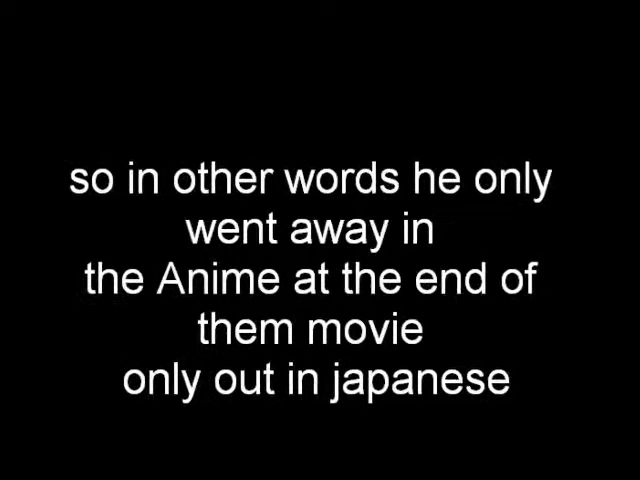 so in other words he only
went away in
the Anime at the end of
them movie
only out in japanese